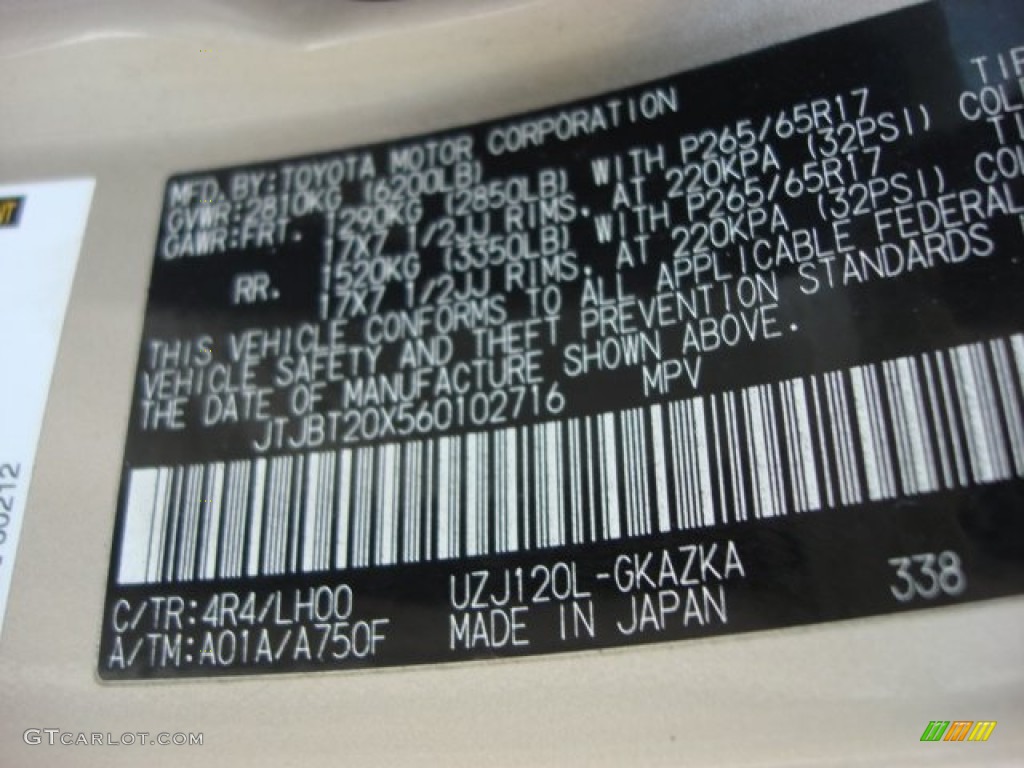 MFD. BY: TOYOTA MOTOR CORPORATION
GVWR: 2810KG (6200LB)
GAWR: FRT. 1290KG (2850LB) WITH P265/65R17
17X7 1/2JJ RIMS. AT 220KPA (32PSI)
RR. 1520KG (3350LB) WITH P265/65R17
17X7 1/2JJ RIMS. AT 220KPA (32PSI)
THIS VEHICLE CONFORMS TO ALL APPLICABLE FEDERAL
VEHICLE SAFETY AND THEFT PREVENTION STANDARDS
THE DATE OF MANUFACTURE SHOWN ABOVE.
JTJBT20X560102716 MPV
C/TR: 4R4/LH00 UZJ120L-GKAZKA 338
A/TM: A01A/A750F MADE IN JAPAN
GTCARLOT.COM